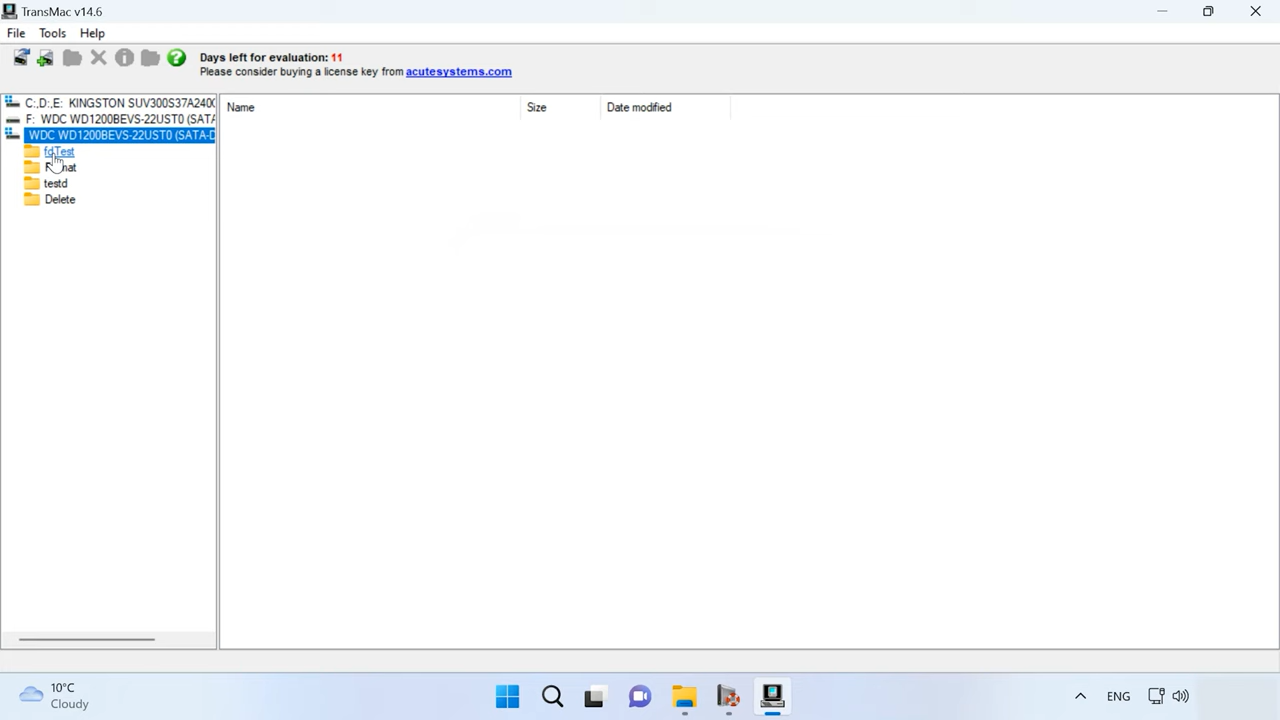 TransMac v14.6
File Tools Help
Days left for evaluation: 11
Please consider buying a license key from acutesystems.com
C:,D:,E: KINGSTON SUV300S37A240G
F: WDC WD1200BEVS-22UST0 (SATA
WDC WD1200BEVS-22UST0 (SATA-D
fdTest
testd
Delete
Name Size Date modified
10°C
Cloudy
ENG